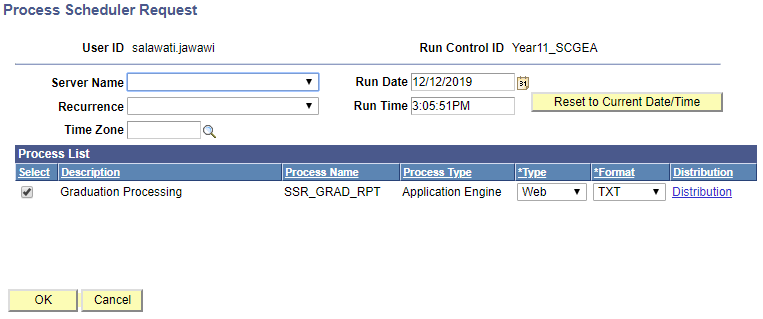 Process Scheduler Request
User ID salawati.jawawi Run Control ID Year11_SCGEA
Server Name Run Date 12/12/2019 31
Recurrence Run Time 3:05:51PM Reset to Current Date/Time
Time Zone
Process List
Select Description Process Name Process Type *Type *Format Distribution
Graduation Processing SSR_GRAD_RPT Application Engine Web TXT Distribution
OK Cancel